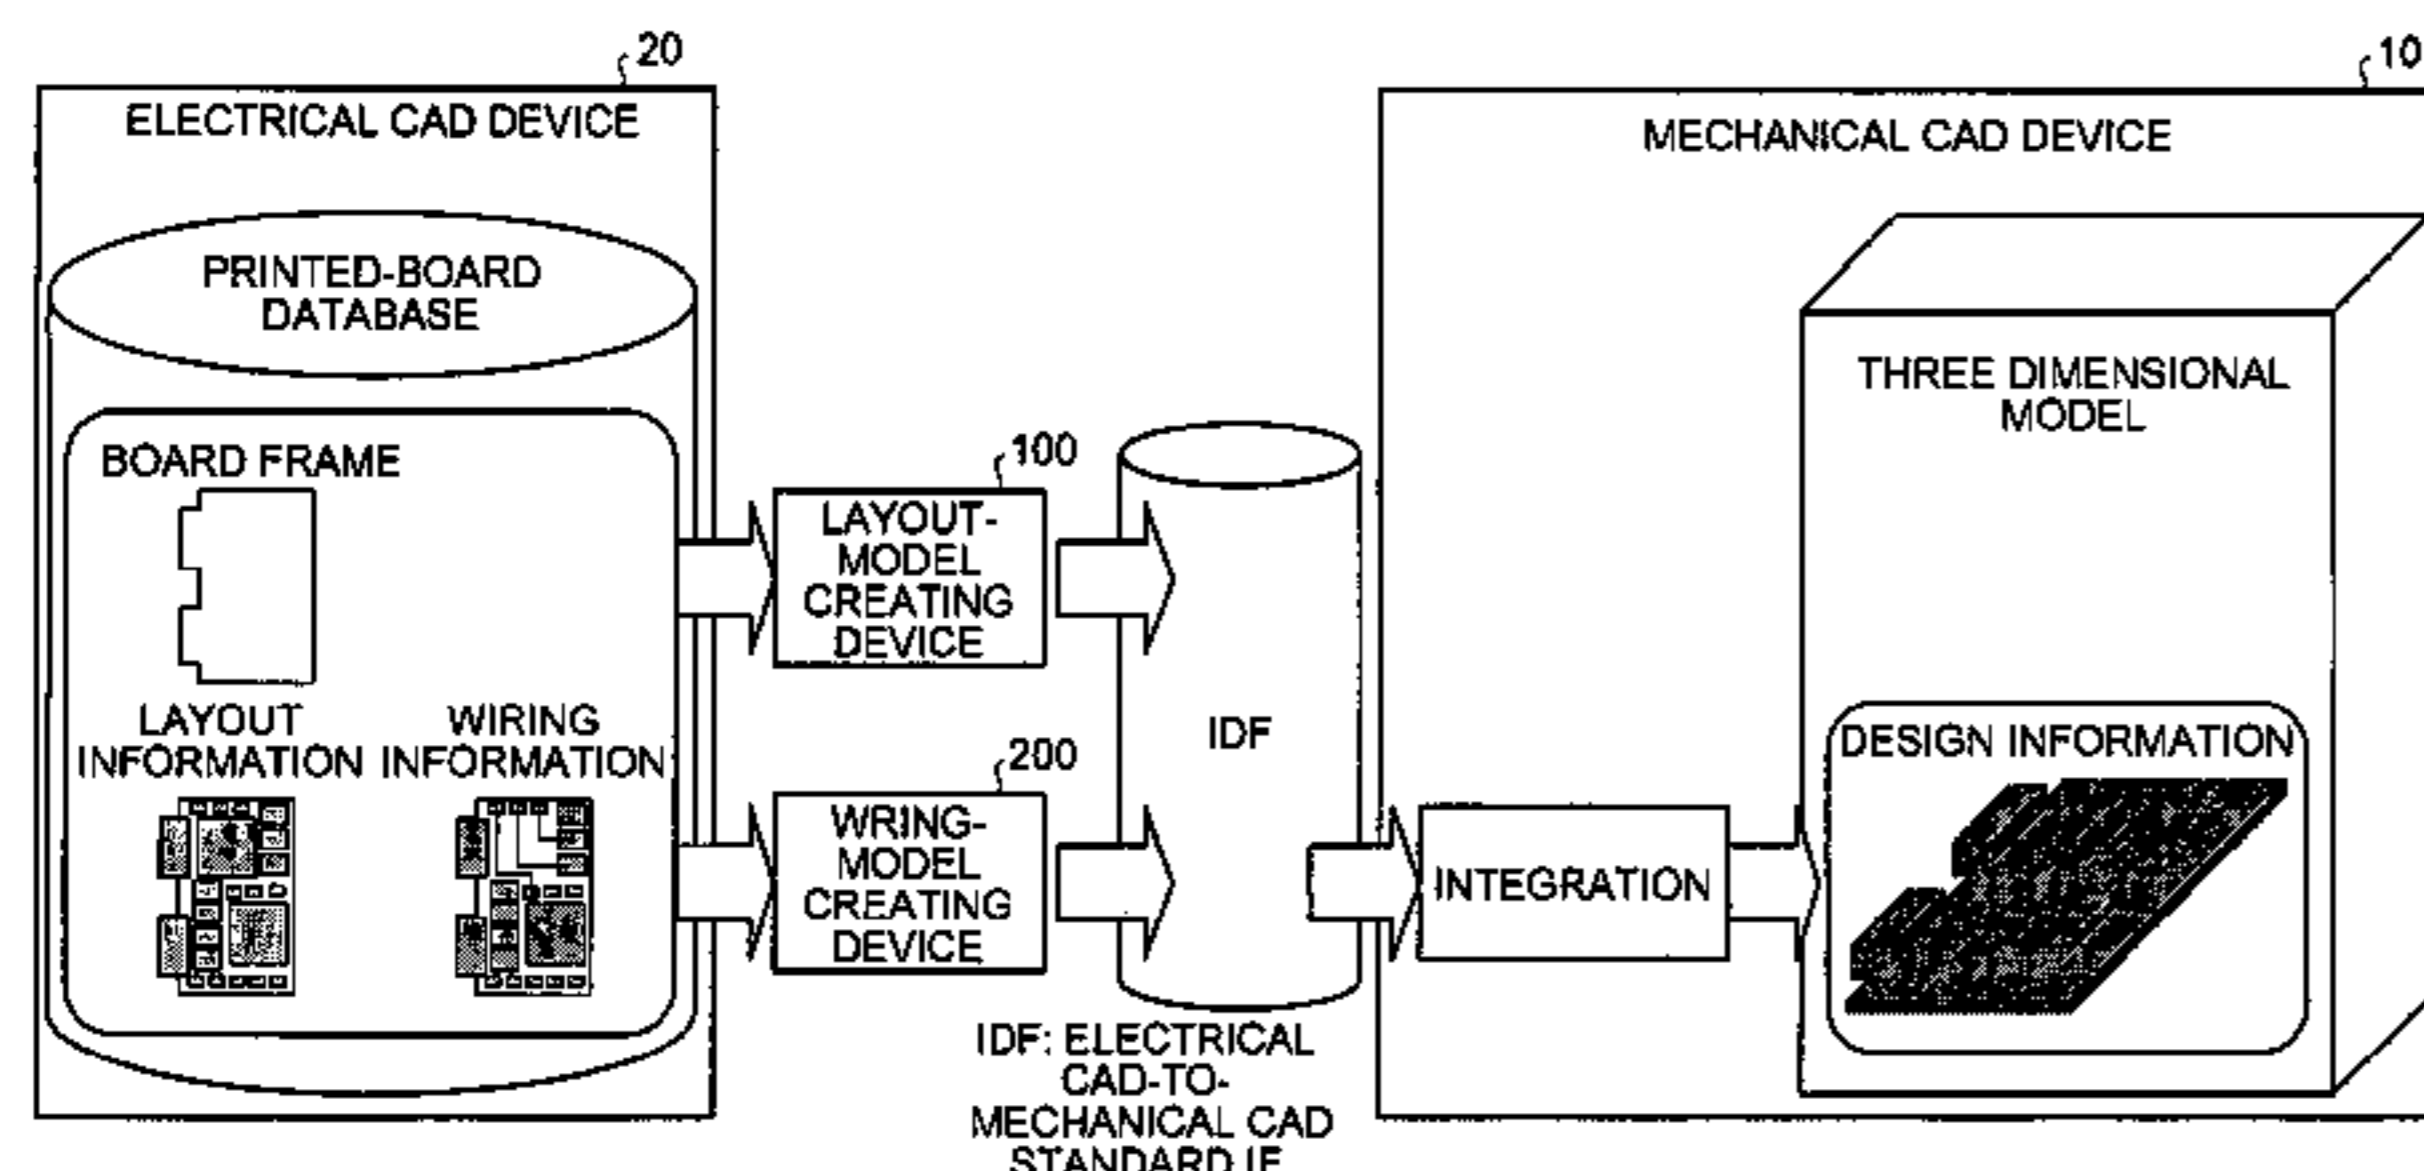 20
ELECTRICAL CAD DEVICE
PRINTED-BOARD
DATABASE
BOARD FRAME
LAYOUT
INFORMATION
WIRING
INFORMATION
100
LAYOUT-
MODEL
CREATING
DEVICE
200
WRING-
MODEL
CREATING
DEVICE
IDF
IDF: ELECTRICAL
CAD-TO-
MECHANICAL CAD
STANDARD IF
10
MECHANICAL CAD DEVICE
INTEGRATION
THREE DIMENSIONAL
MODEL
DESIGN INFORMATION